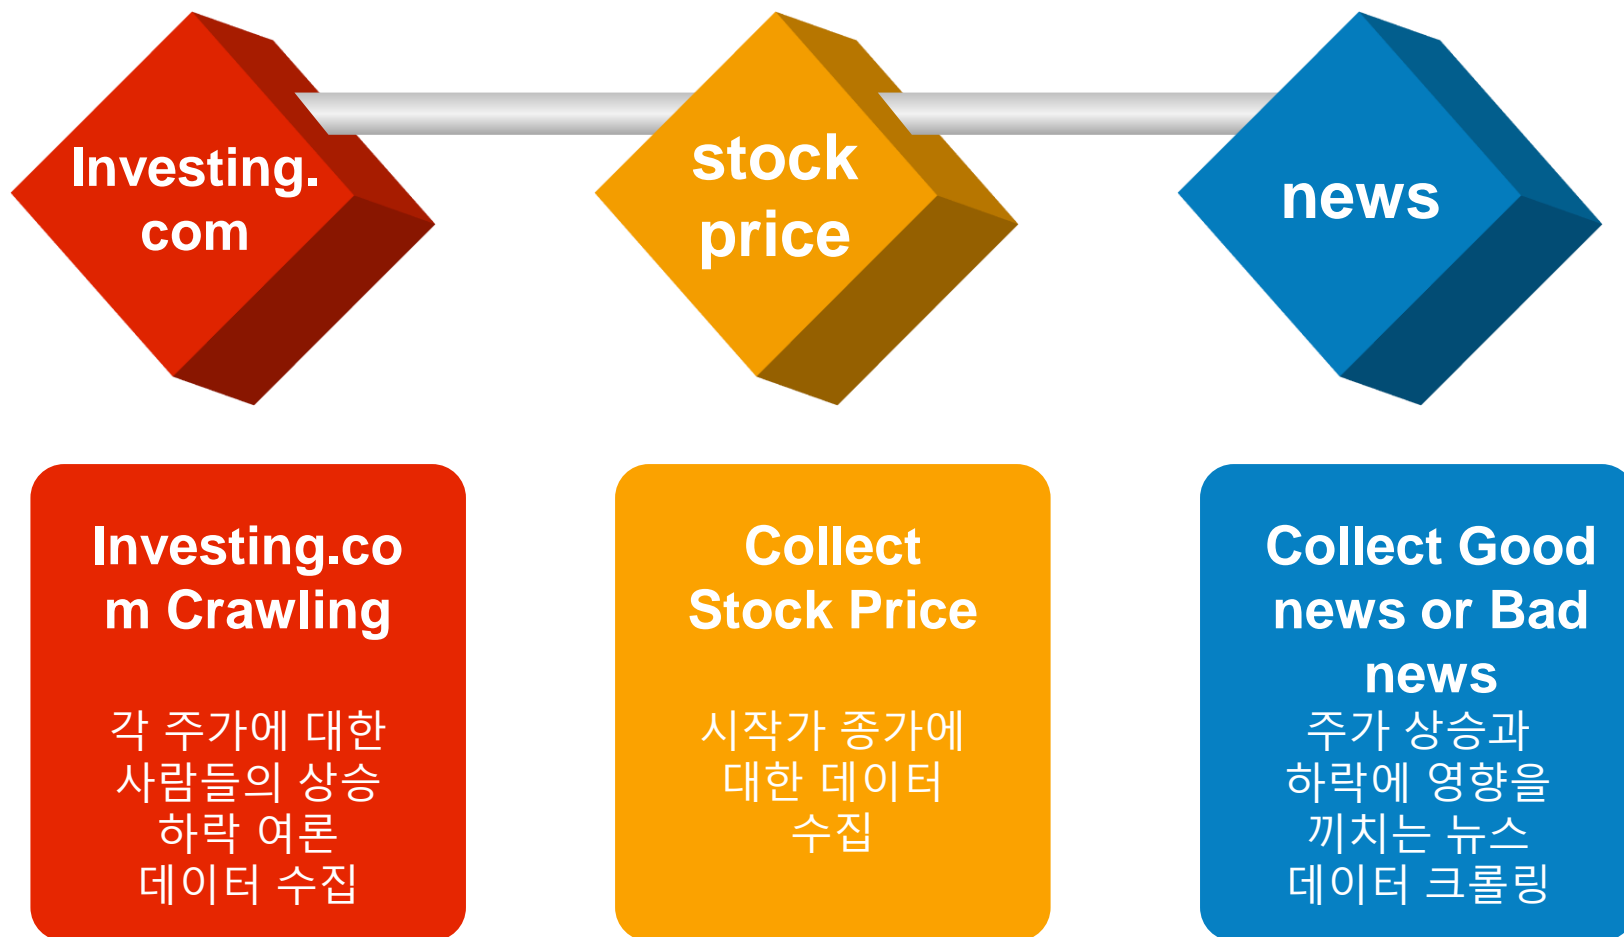 Investing.
com
stock
price
news
Investing.co
m Crawling
각 주가에 대한
사람들의 상승
하락 여론
데이터 수집
Collect
Stock Price
시작가 종가에
대한 데이터
수집
Collect Good
news or Bad
news
주가 상승과
하락에 영향을
끼치는 뉴스
데이터 크롤링